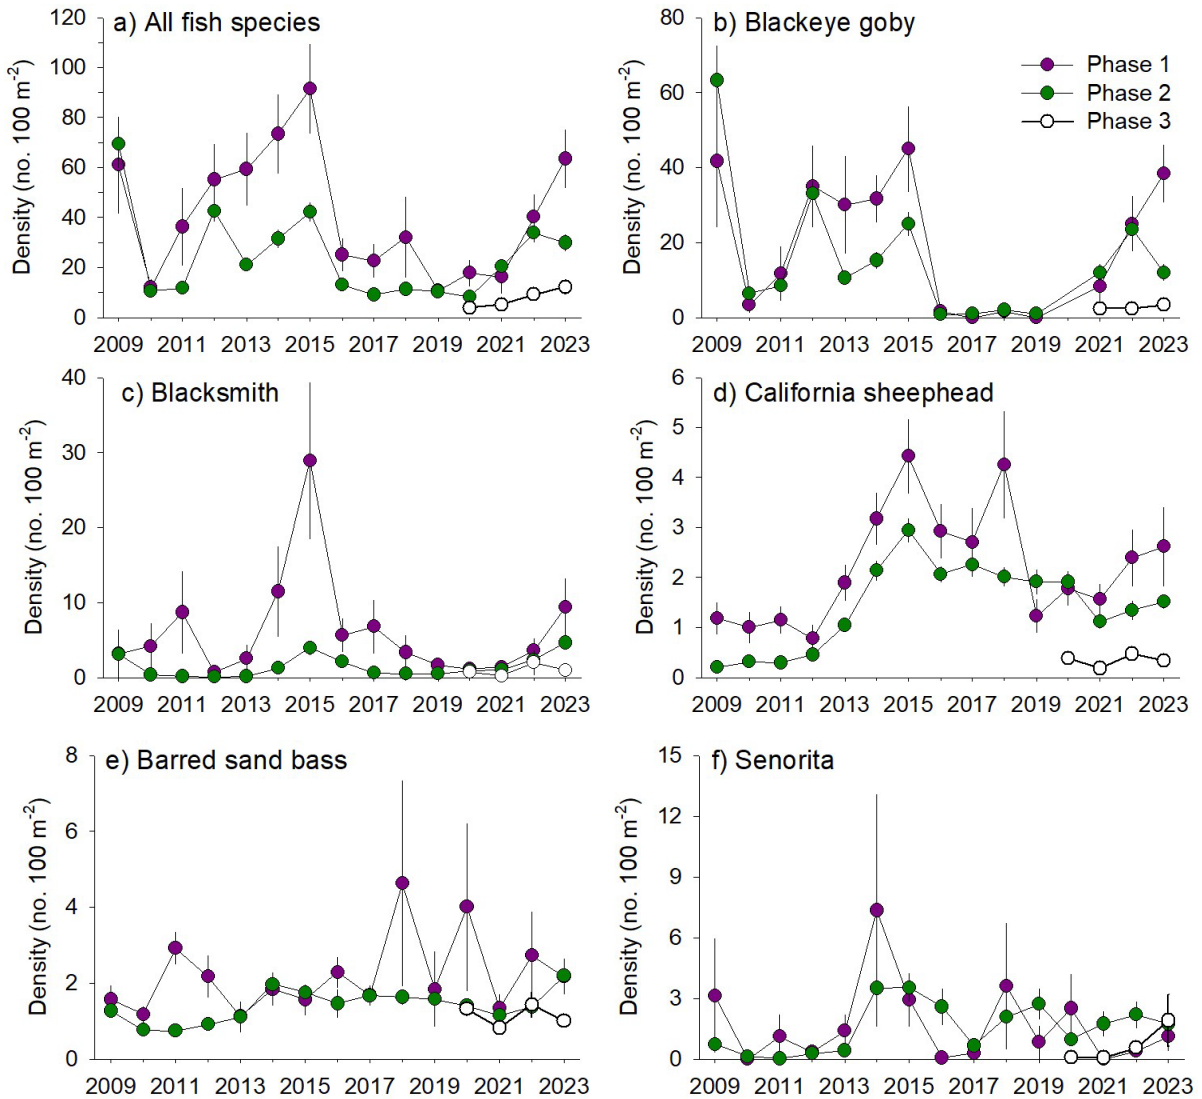 a) All fish species
Density (no. 100 m-2)
120
100
80
60
40
20
0
2009 2011 2013 2015 2017 2019 2021 2023
b) Blackeye goby
Phase 1
Phase 2
Phase 3
Density (no. 100 m-2)
80
60
40
20
0
2009 2011 2013 2015 2017 2019 2021 2023
c) Blacksmith
Density (no. 100 m-2)
40
30
20
10
0
2009 2011 2013 2015 2017 2019 2021 2023
d) California sheephead
Density (no. 100 m-2)
6
5
4
3
2
1
0
2009 2011 2013 2015 2017 2019 2021 2023
e) Barred sand bass
Density (no. 100 m-2)
8
6
4
2
0
2009 2011 2013 2015 2017 2019 2021 2023
f) Senorita
Density (no. 100 m-2)
15
12
9
6
3
0
2009 2011 2013 2015 2017 2019 2021 2023